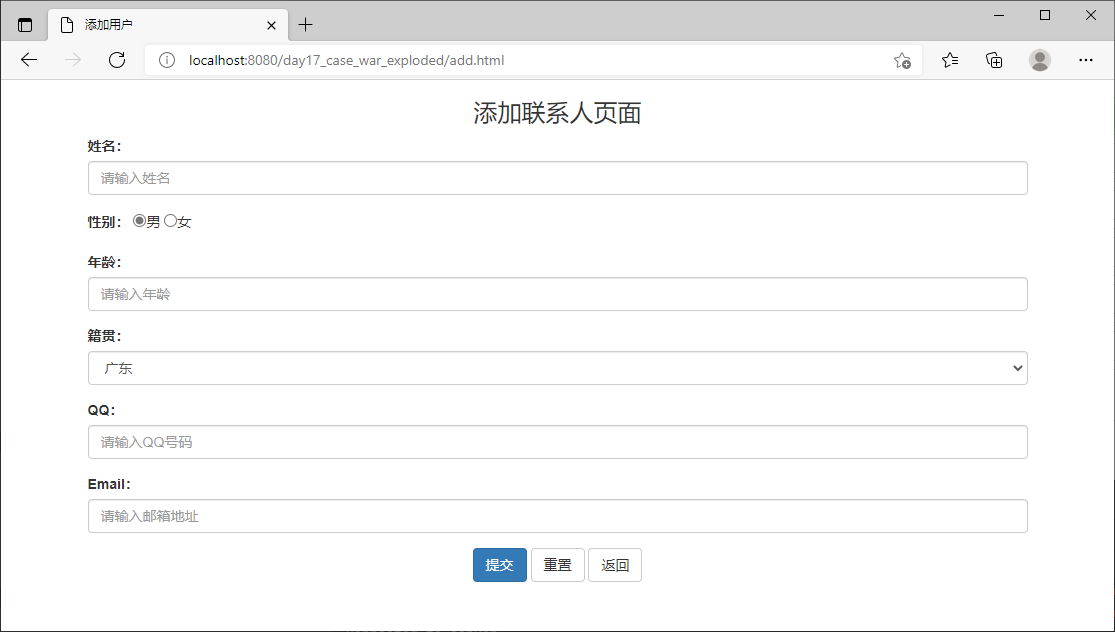 添加用户
localhost:8080/day17_case_war_exploded/add.html
添加联系人页面
姓名：
请输入姓名
性别： 男 女
年龄：
请输入年龄
籍贯：
广东
QQ：
请输入QQ号码
Email：
请输入邮箱地址
提交 重置 返回